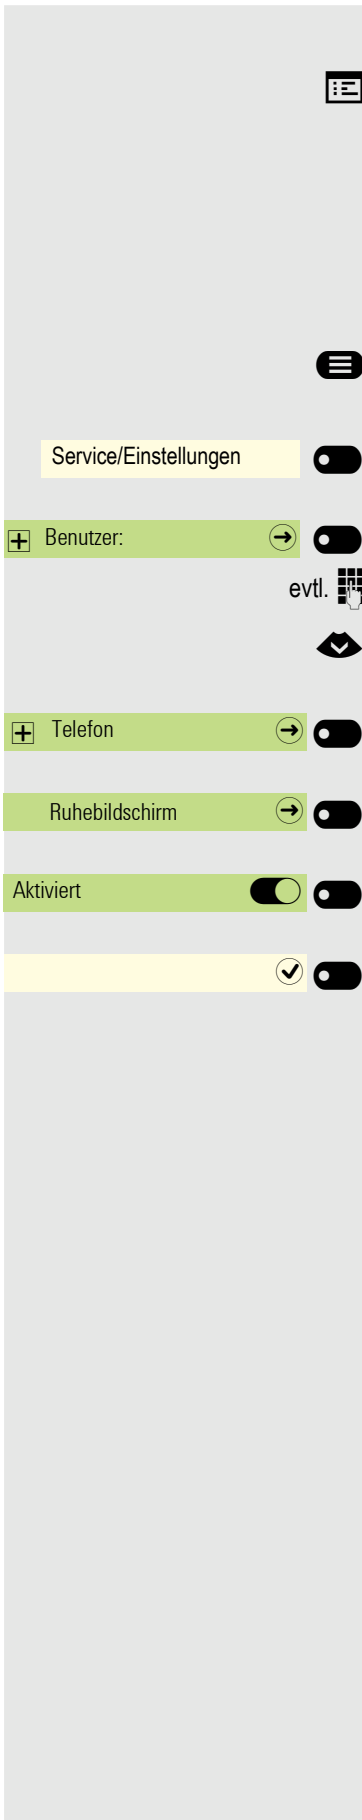 Service/Einstellungen
Benutzer:
evtl.
Telefon
Ruhebildschirm
Aktiviert